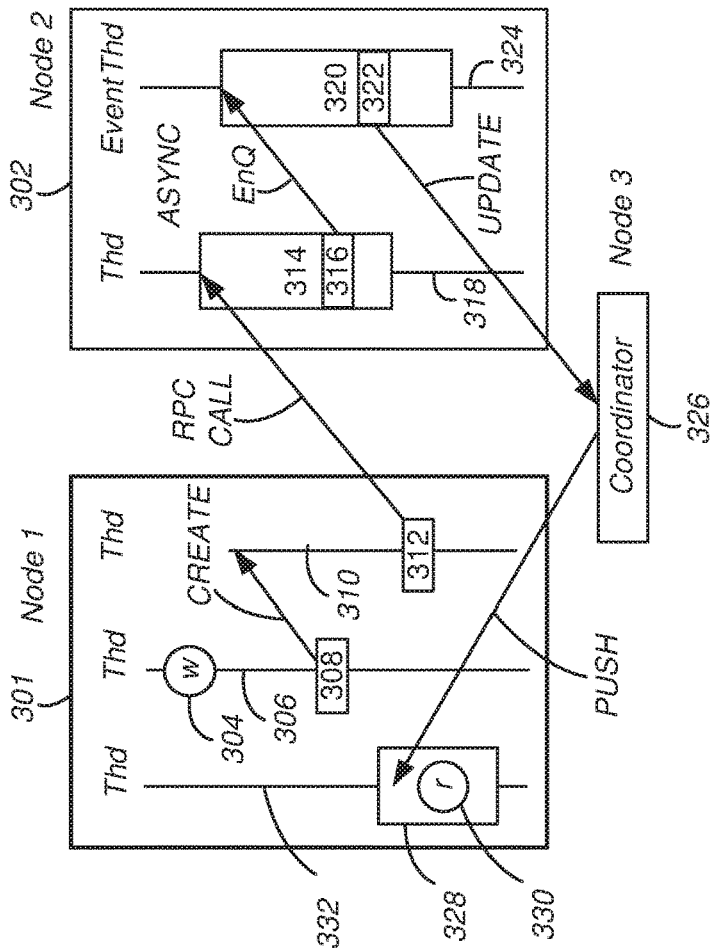 301
Node 1
302
Node 2
Thd
Thd
Thd
Thd
EventThd
w
304
306
308
CREATE
310
312
RPC
CALL
ASYNC
314
316
318
EnQ
320
322
324
UPDATE
332
328
r
330
PUSH
Coordinator
326
Node 3